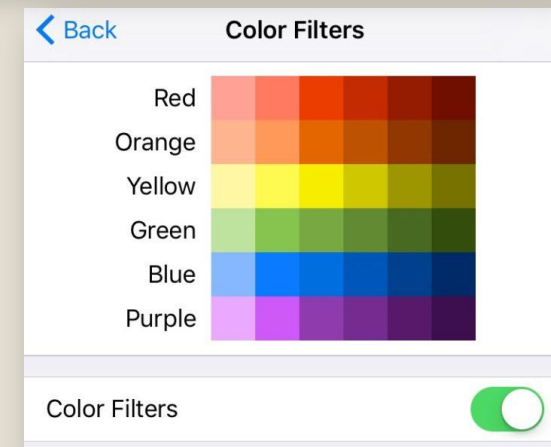 Back Color Filters
Red
Orange
Yellow
Green
Blue
Purple
Color Filters